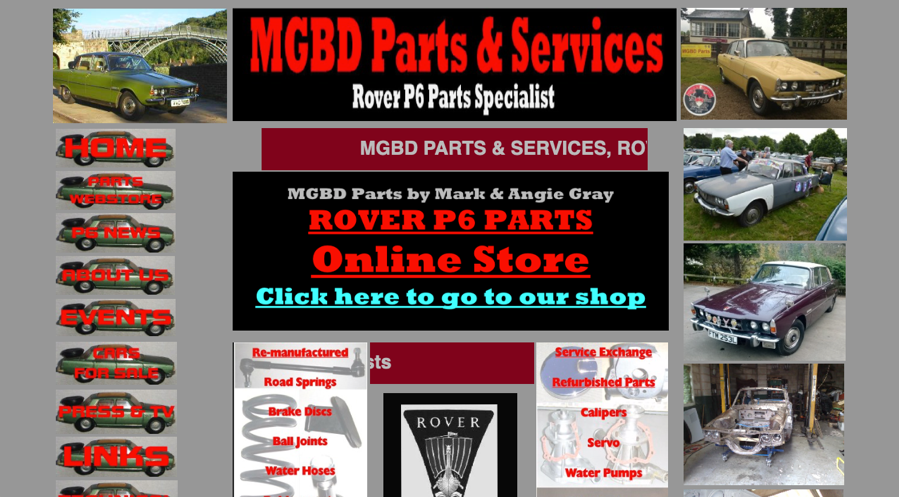 MGBD Parts & Services
Rover P6 Parts Specialist
HOME
PARTS
WEBSTORE
P6 NEWS
ABOUT US
EVENTS
CARS
FOR SALE
PRESS & TV
LINKS
MGBD PARTS & SERVICES, RO
MGBD Parts by Mark & Angie Gray
ROVER P6 PARTS
Online Store
Click here to go to our shop
Re-manufactured
Road Springs
Brake Discs
Ball Joints
Water Hoses
sts
ROVER
Service Exchange
Refurbished Parts
Calipers
Servo
Water Pumps